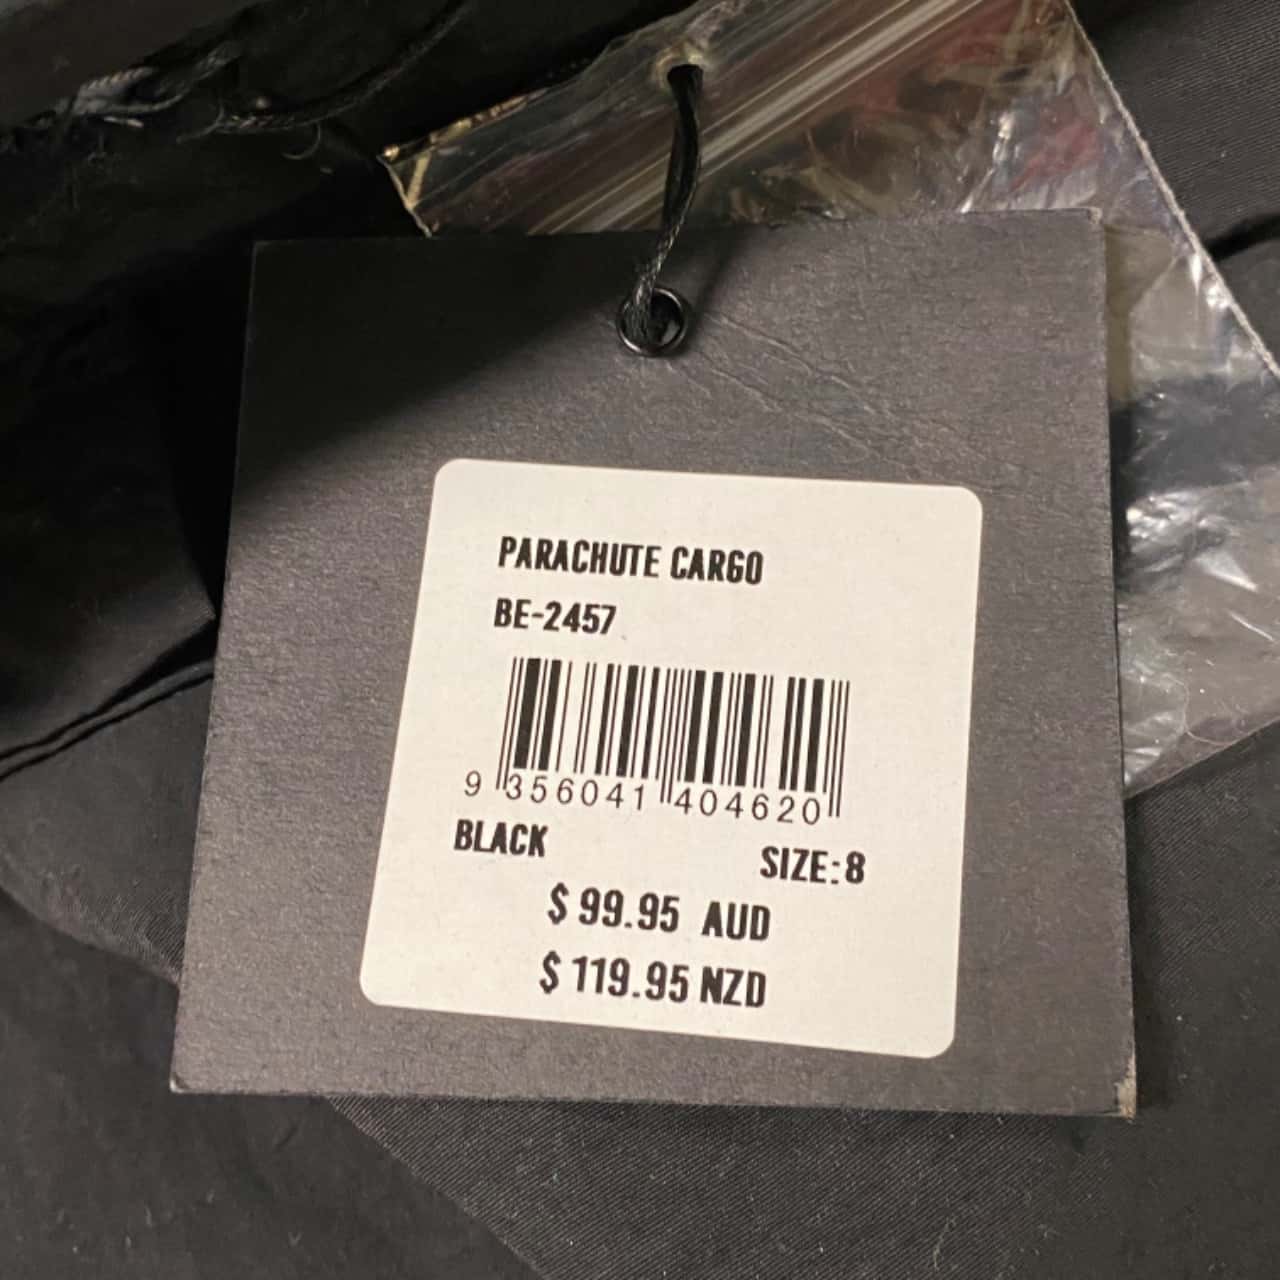 PARACHUTE CARGO
BE-2457
9 356041 404620
BLACK SIZE:8
$ 99.95 AUD
$ 119.95 NZD